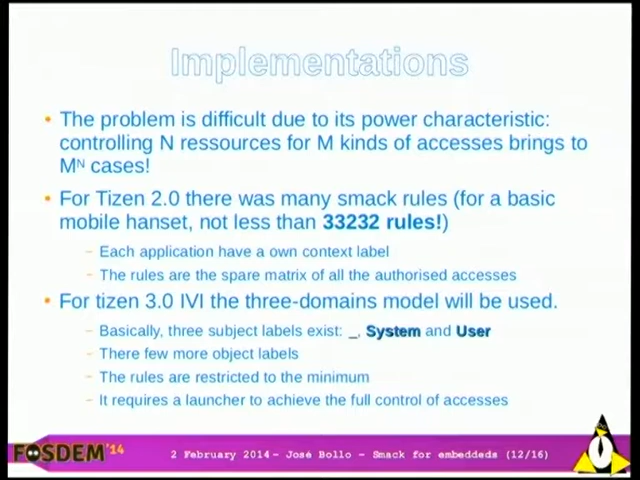 Implementations
• The problem is difficult due to its power characteristic:
controlling N ressources for M kinds of accesses brings to
Mᴺ cases!
• For Tizen 2.0 there was many smack rules (for a basic
mobile hanset, not less than 33232 rules!)
– Each application have a own context label
– The rules are the spare matrix of all the authorised accesses
• For tizen 3.0 IVI the three-domains model will be used.
– Basically, three subject labels exist: _, System and User
– There few more object labels
– The rules are restricted to the minimum
– It requires a launcher to achieve the full control of accesses
FOSDEM'14
2 February 2014– José Bollo – Smack for embeddeds (12/16)